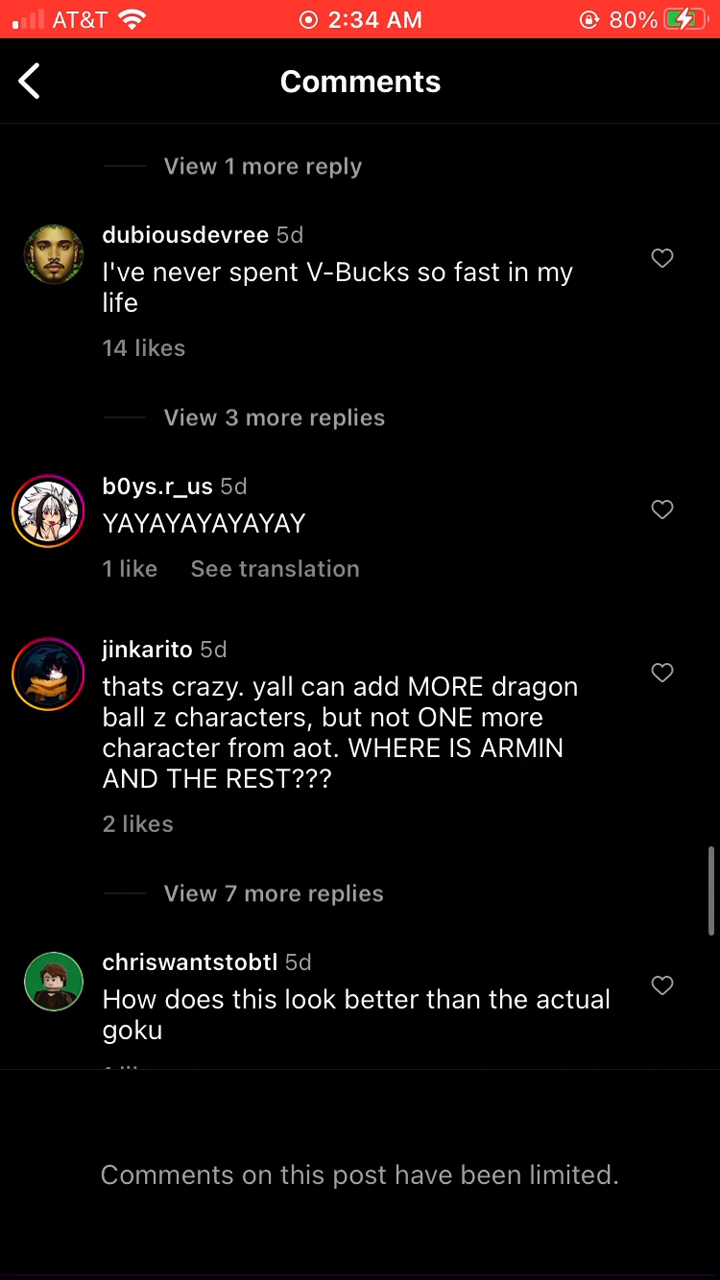 AT&T 2:34 AM 80%
Comments
View 1 more reply
dubiousdevree 5d
I've never spent V-Bucks so fast in my
life
14 likes
View 3 more replies
b0ys.r_us 5d
YAYAYAYAYAYAY
1 like See translation
jinkarito 5d
thats crazy. yall can add MORE dragon
ball z characters, but not ONE more
character from aot. WHERE IS ARMIN
AND THE REST???
2 likes
View 7 more replies
chriswantstobtl 5d
How does this look better than the actual
goku
Comments on this post have been limited.